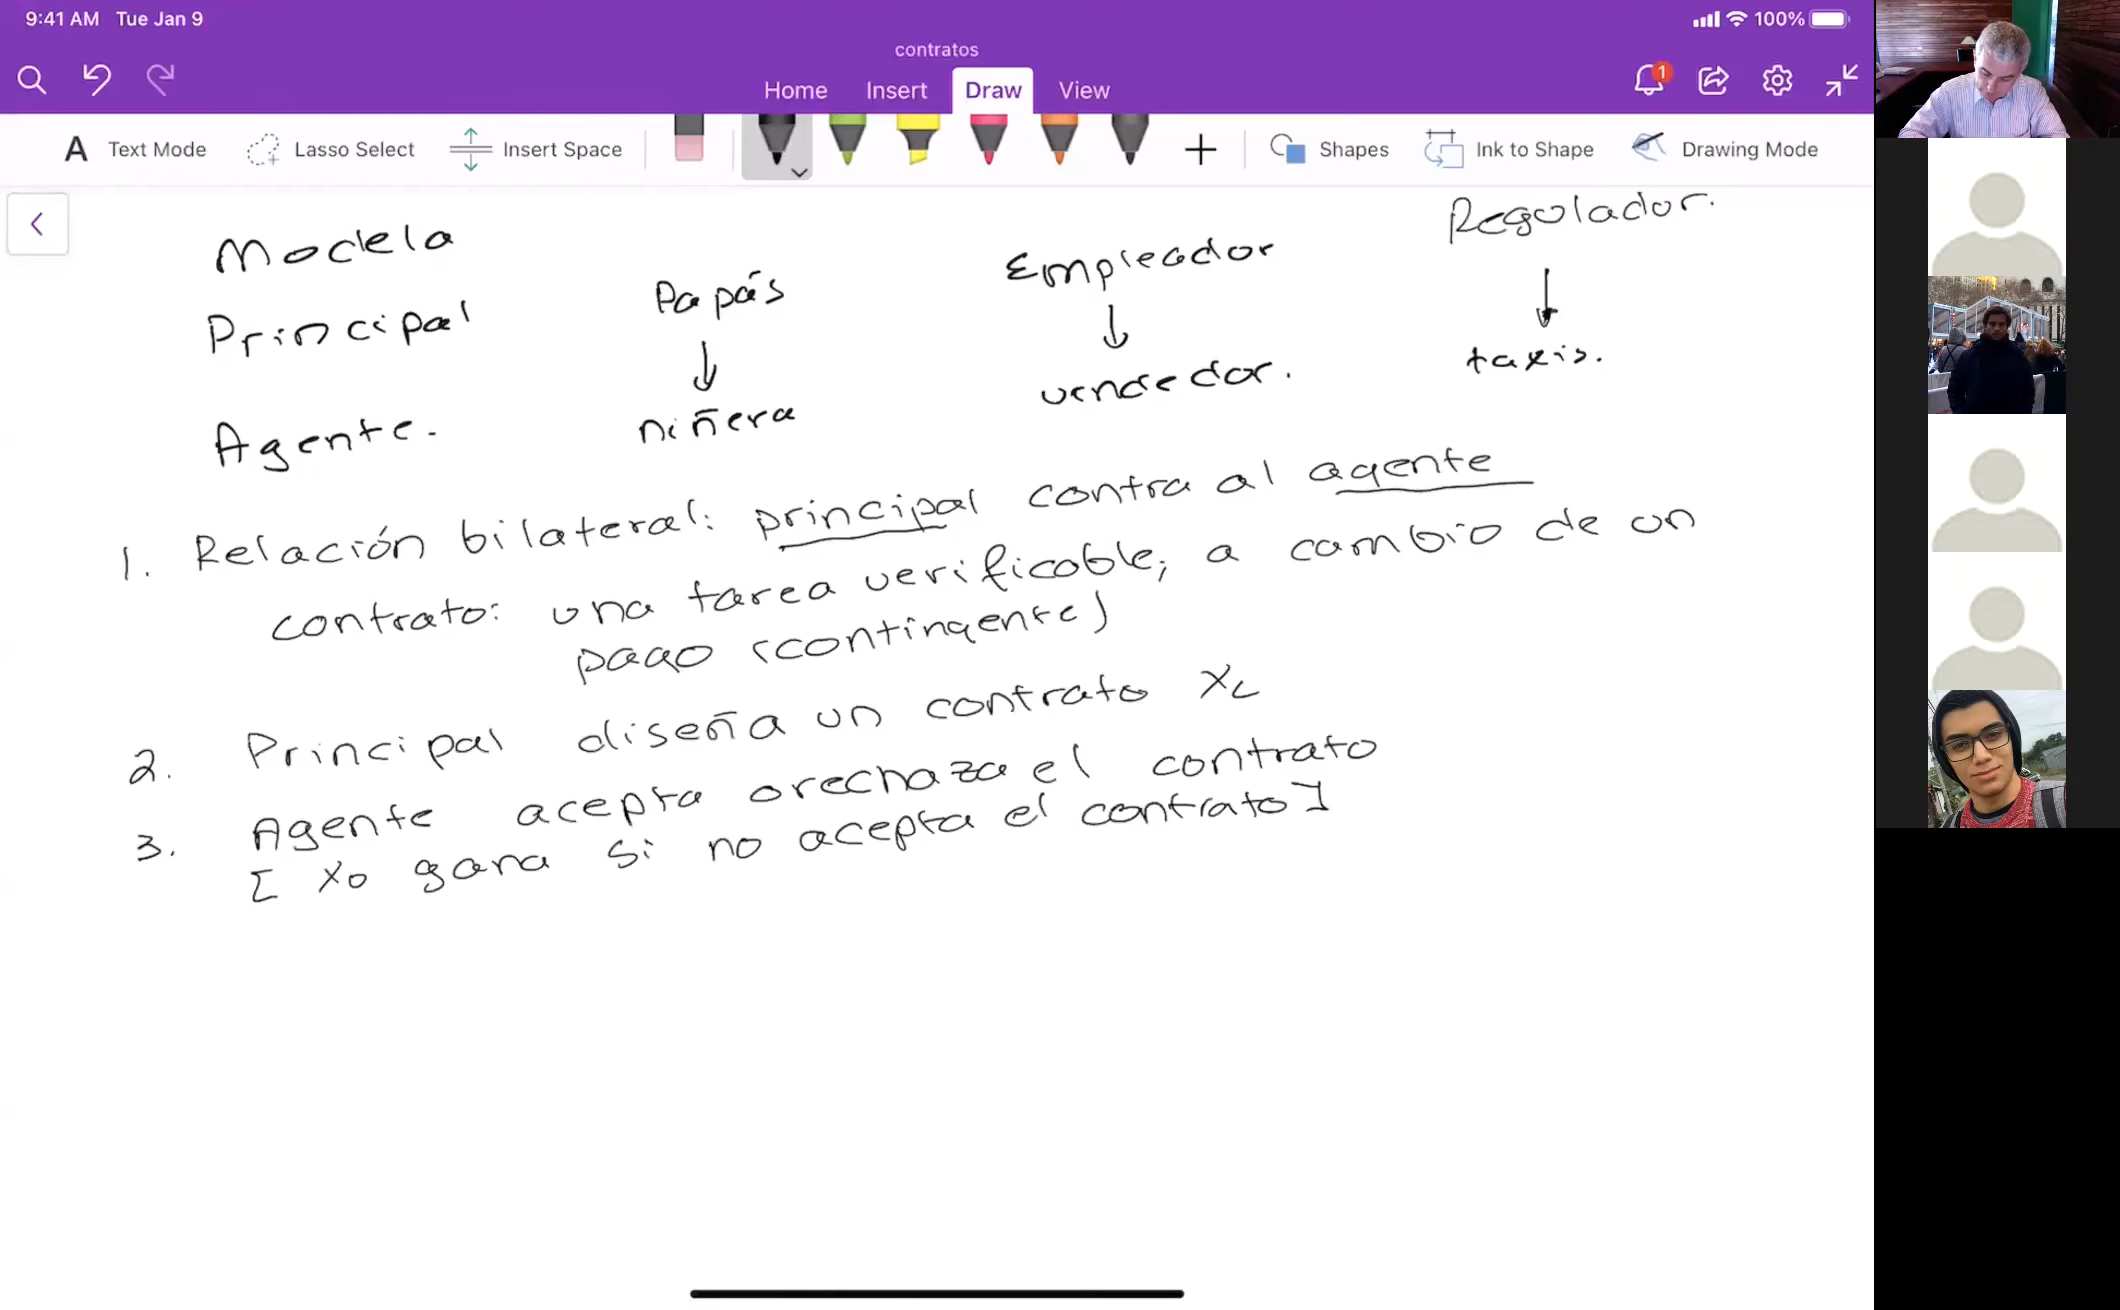 9:41 AM Tue Jan 9
100%
contratos
1
Home Insert Draw View
A Text Mode Lasso Select Insert Space Shapes Ink to Shape Drawing Mode
Modelo Regulador.
Principal Papás Empleador
↓ ↓ ↓
Agente. niñera vendedor. taxis.
1. Relación bilateral: principal contra al agente
contrato: una tarea verificable, a cambio de un
pago (contingente)
2. Principal diseña un contrato XL
3. Agente acepta o rechaza el contrato
[ Xo gana si no acepta el contrato]